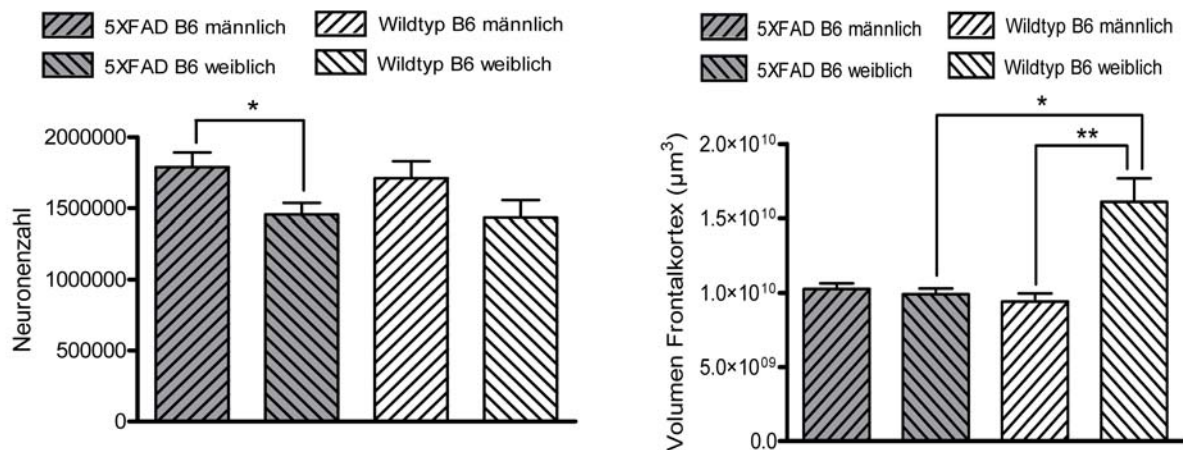 5XFAD B6 männlich
Wildtyp B6 männlich
5XFAD B6 weiblich
Wildtyp B6 weiblich
*
2000000
1500000
1000000
500000
0
Neuronenzahl
5XFAD B6 männlich
Wildtyp B6 männlich
5XFAD B6 weiblich
Wildtyp B6 weiblich
*
**
2.0×10¹⁰
1.5×10¹⁰
1.0×10¹⁰
5.0×10⁰⁹
0.0
Volumen Frontalkortex (µm³)